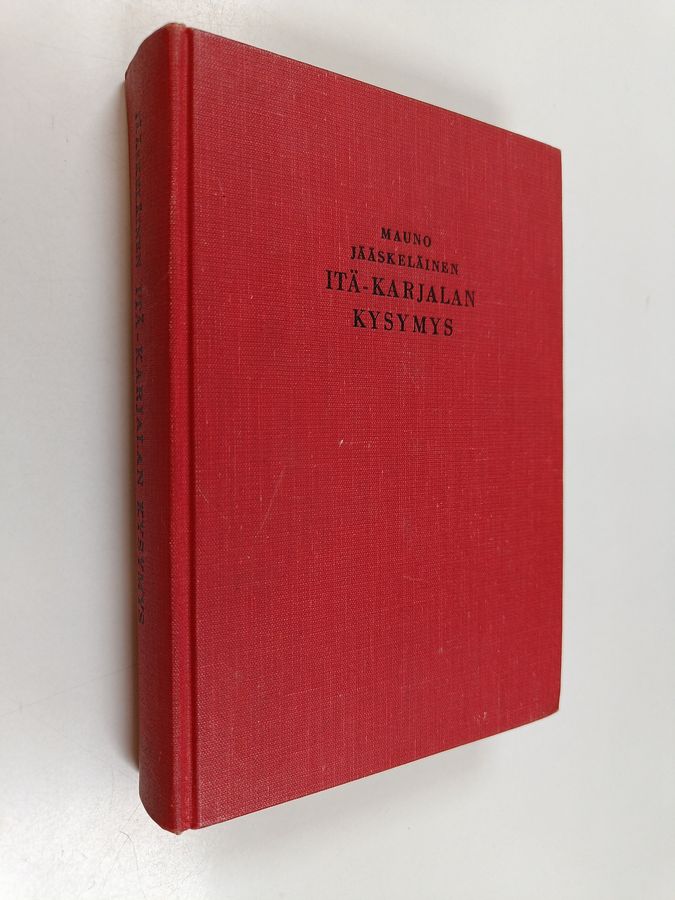 MAUNO
JÄÄSKELÄINEN
ITÄ-KARJALAN
KYSYMYS
JÄÄSKELÄINEN ITÄ-KARJALAN KYSYMYS